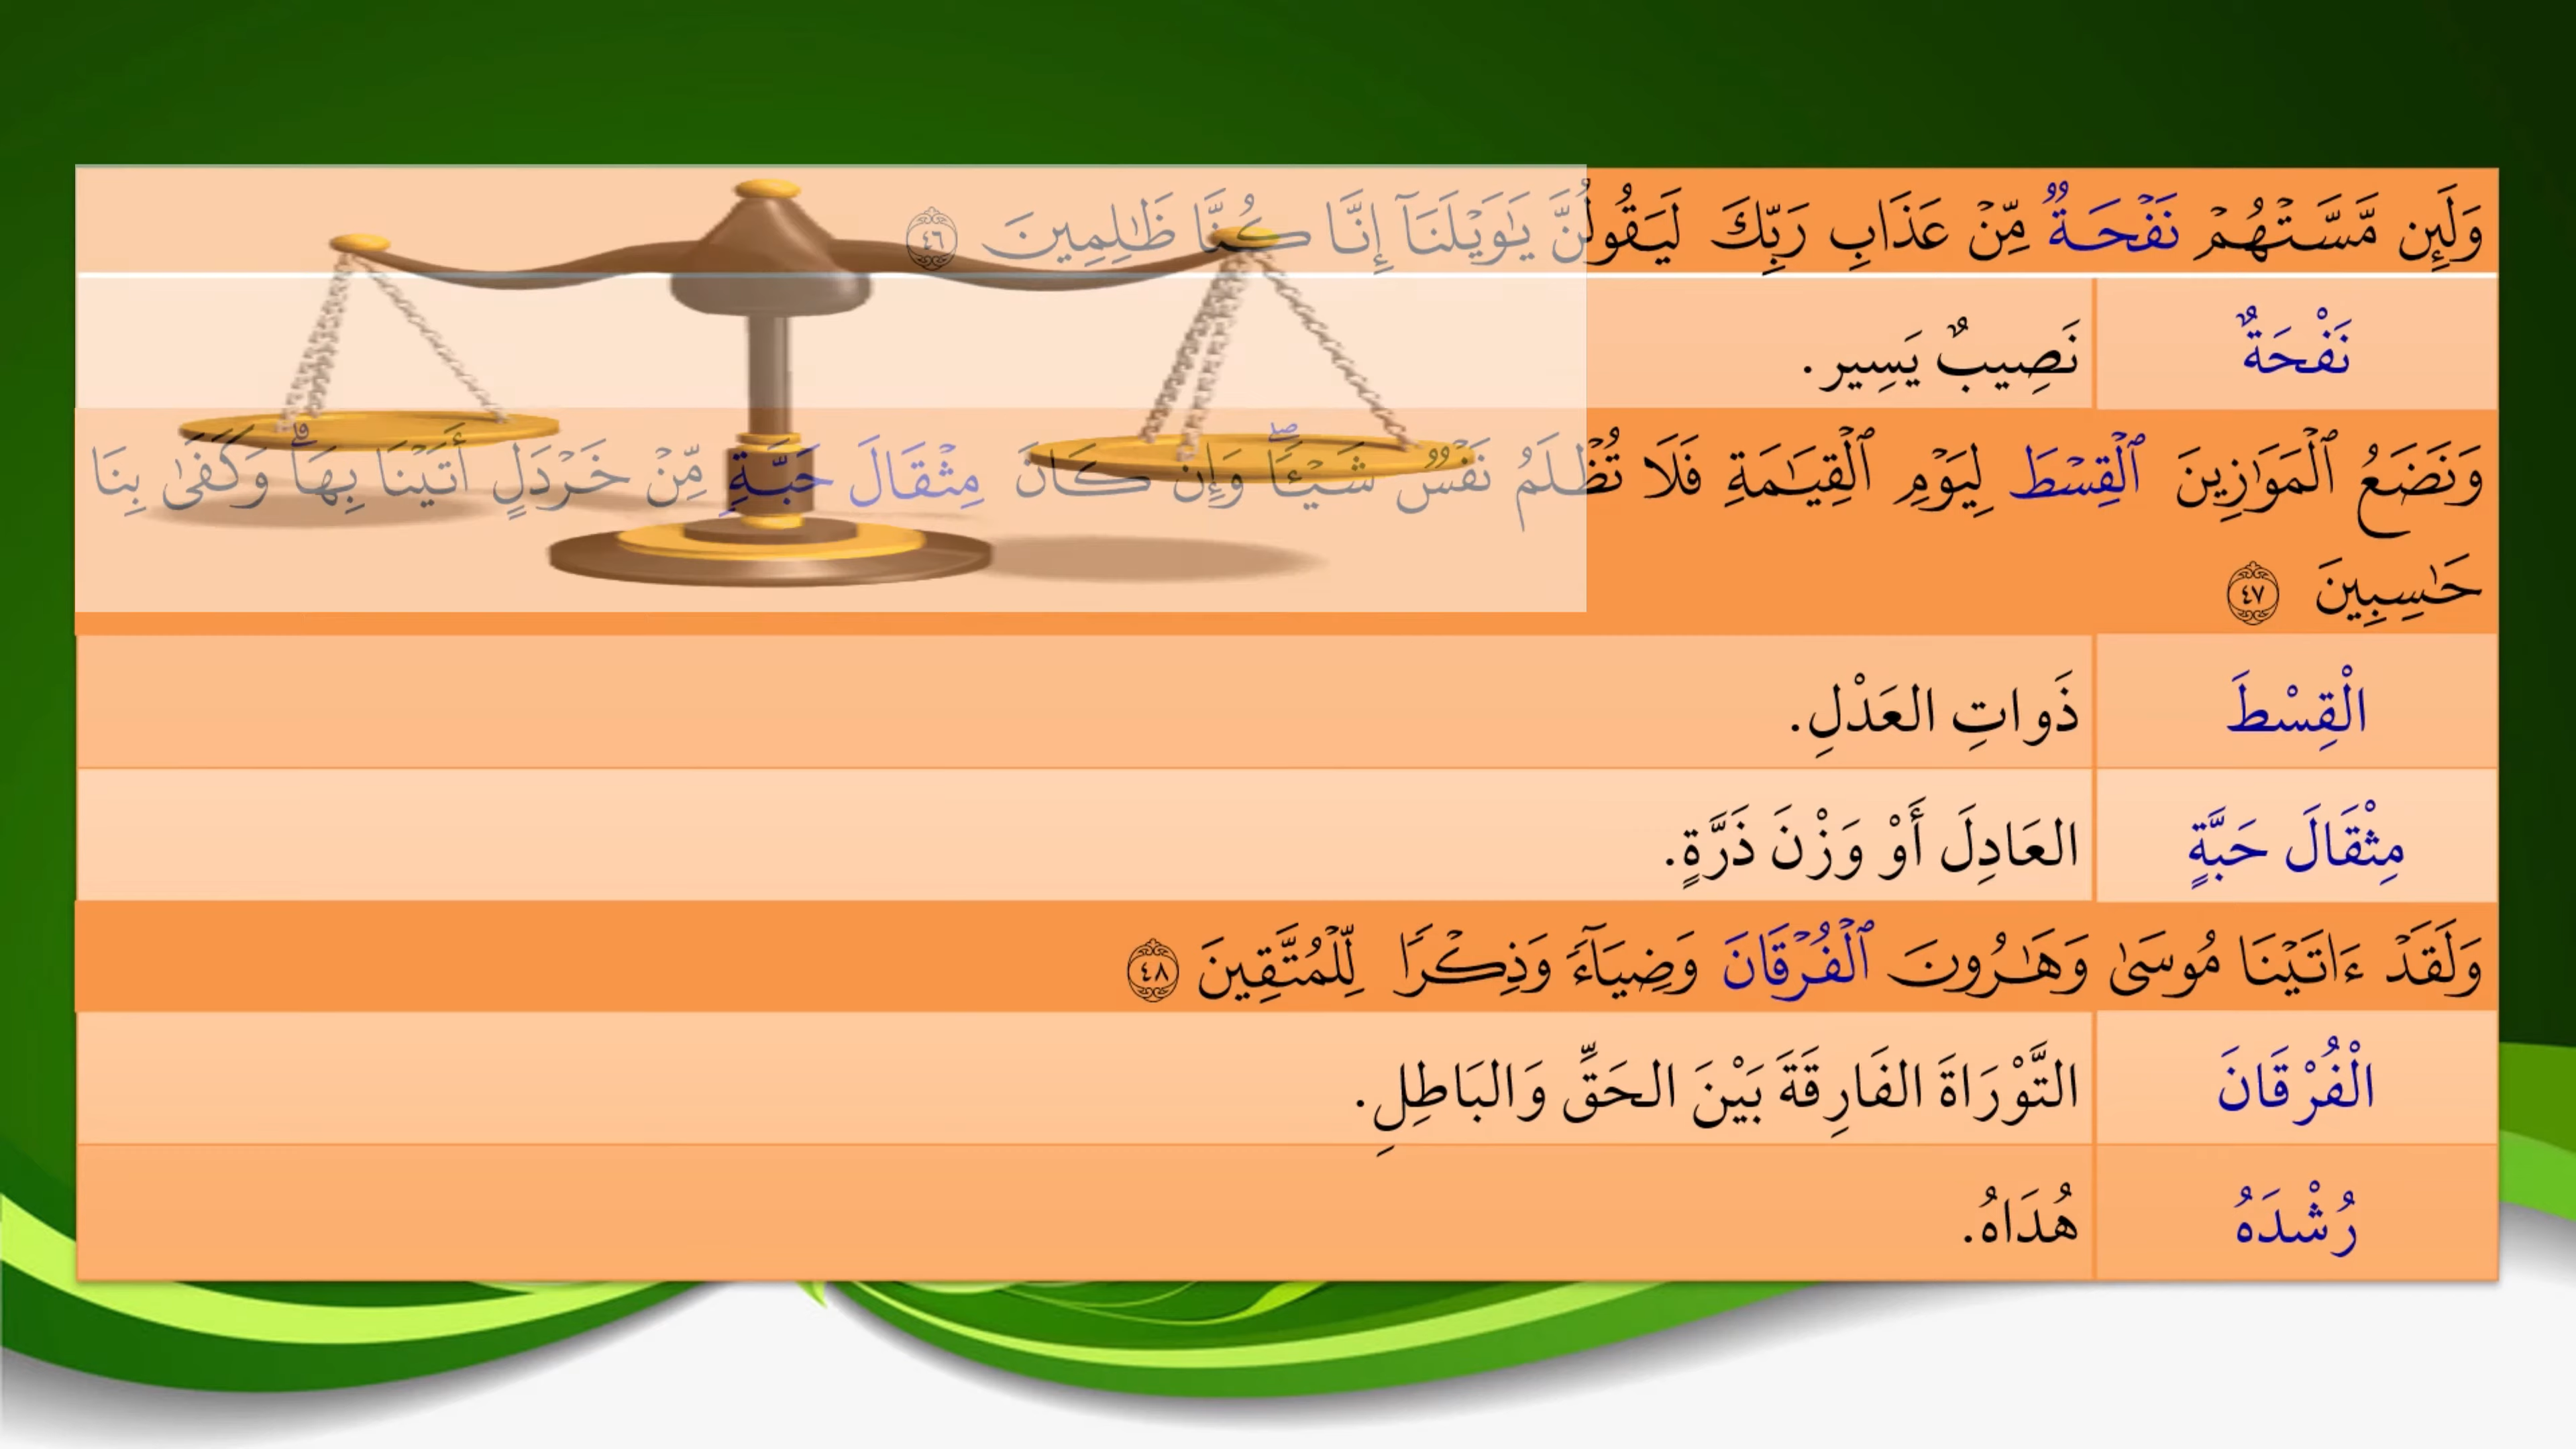 وَلَئِن مَّسَّتۡهُمۡ نَفۡحَةٞ مِّنۡ عَذَابِ رَبِّكَ لَيَقُولُنَّ يَٰوَيۡلَنَآ إِنَّا كُنَّا ظَٰلِمِينَ ٤٦
نَفْحَةٌ نَصِيبٌ يَسِير.
وَنَضَعُ ٱلۡمَوَٰزِينَ ٱلۡقِسۡطَ لِيَوۡمِ ٱلۡقِيَٰمَةِ فَلَا تُظۡلَمُ نَفۡسٞ شَيۡـٔٗاۖ وَإِن كَانَ مِثۡقَالَ حَبَّةٖ مِّنۡ خَرۡدَلٍ أَتَيۡنَا بِهَاۗ وَكَفَىٰ بِنَا
حَٰسِبِينَ ٤٧
الْقِسْطَ ذَواتِ العَدْلِ.
مِثْقَالَ حَبَّةٍ العَادِلَ أَوْ وَزْنَ ذَرَّةٍ.
وَلَقَدۡ ءَاتَيۡنَا مُوسَىٰ وَهَٰرُونَ ٱلۡفُرۡقَانَ وَضِيَآءٗ وَذِكۡرٗا لِّلۡمُتَّقِينَ ٤٨
الْفُرْقَانَ التَّوْرَاةَ الفَارِقَةَ بَيْنَ الحَقِّ وَالبَاطِلِ.
رُشْدَهُ هُدَاهُ.